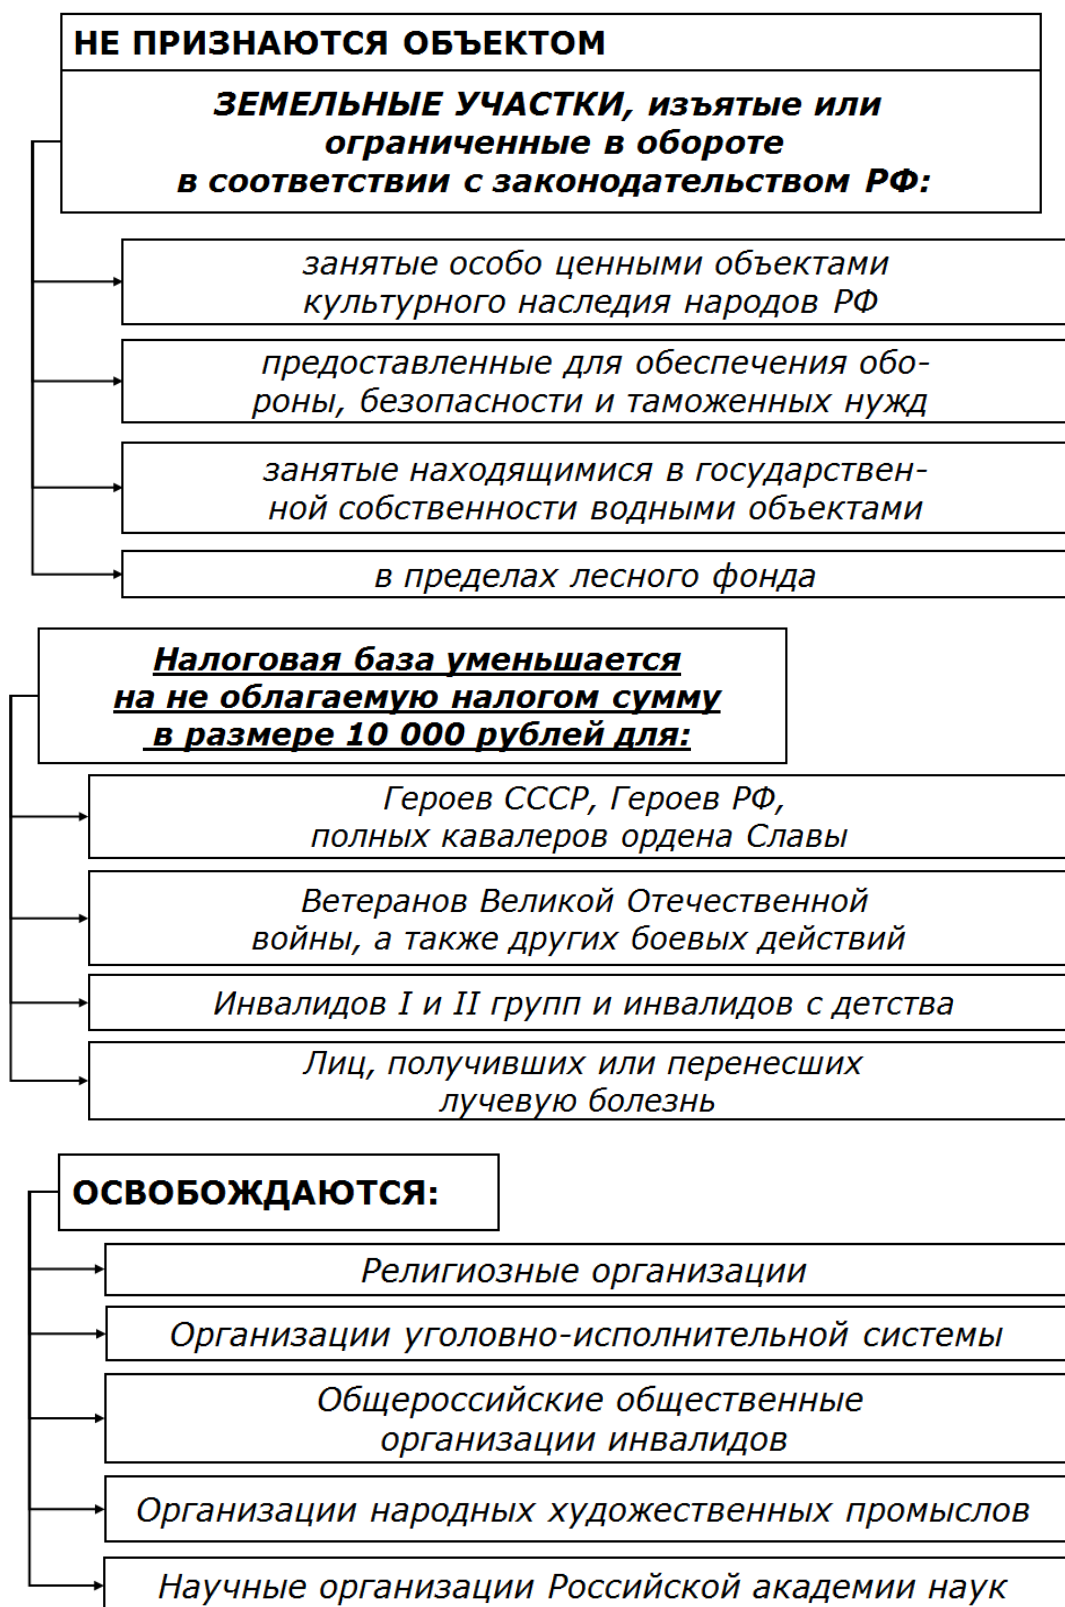 НЕ ПРИЗНАЮТСЯ ОБЪЕКТОМ
ЗЕМЕЛЬНЫЕ УЧАСТКИ, изъятые или
ограниченные в обороте
в соответствии с законодательством РФ:
занятые особо ценными объектами
культурного наследия народов РФ
предоставленные для обеспечения обо-
роны, безопасности и таможенных нужд
занятые находящимися в государствен-
ной собственности водными объектами
в пределах лесного фонда
Налоговая база уменьшается
на не облагаемую налогом сумму
в размере 10 000 рублей для:
Героев СССР, Героев РФ,
полных кавалеров ордена Славы
Ветеранов Великой Отечественной
войны, а также других боевых действий
Инвалидов I и II групп и инвалидов с детства
Лиц, получивших или перенесших
лучевую болезнь
ОСВОБОЖДАЮТСЯ:
Религиозные организации
Организации уголовно-исполнительной системы
Общероссийские общественные
организации инвалидов
Организации народных художественных промыслов
Научные организации Российской академии наук